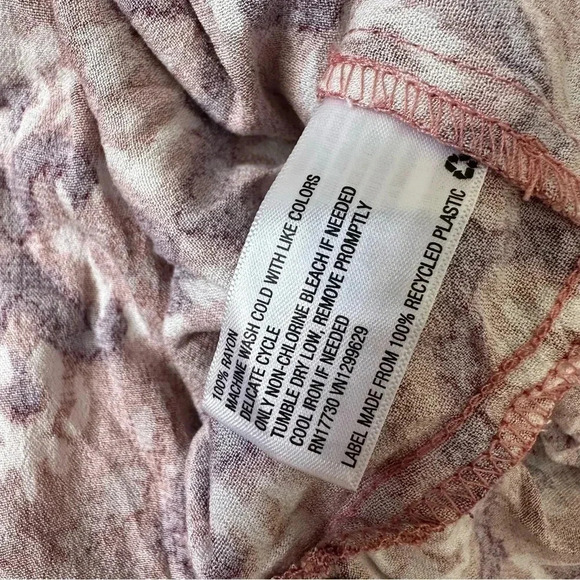 100% RAYON
MACHINE WASH COLD WITH LIKE COLORS
DELICATE CYCLE
ONLY NON-CHLORINE BLEACH IF NEEDED
TUMBLE DRY LOW, REMOVE PROMPTLY
COOL IRON IF NEEDED
RN17730 VN1299629
LABEL MADE FROM 100% RECYCLED PLASTIC